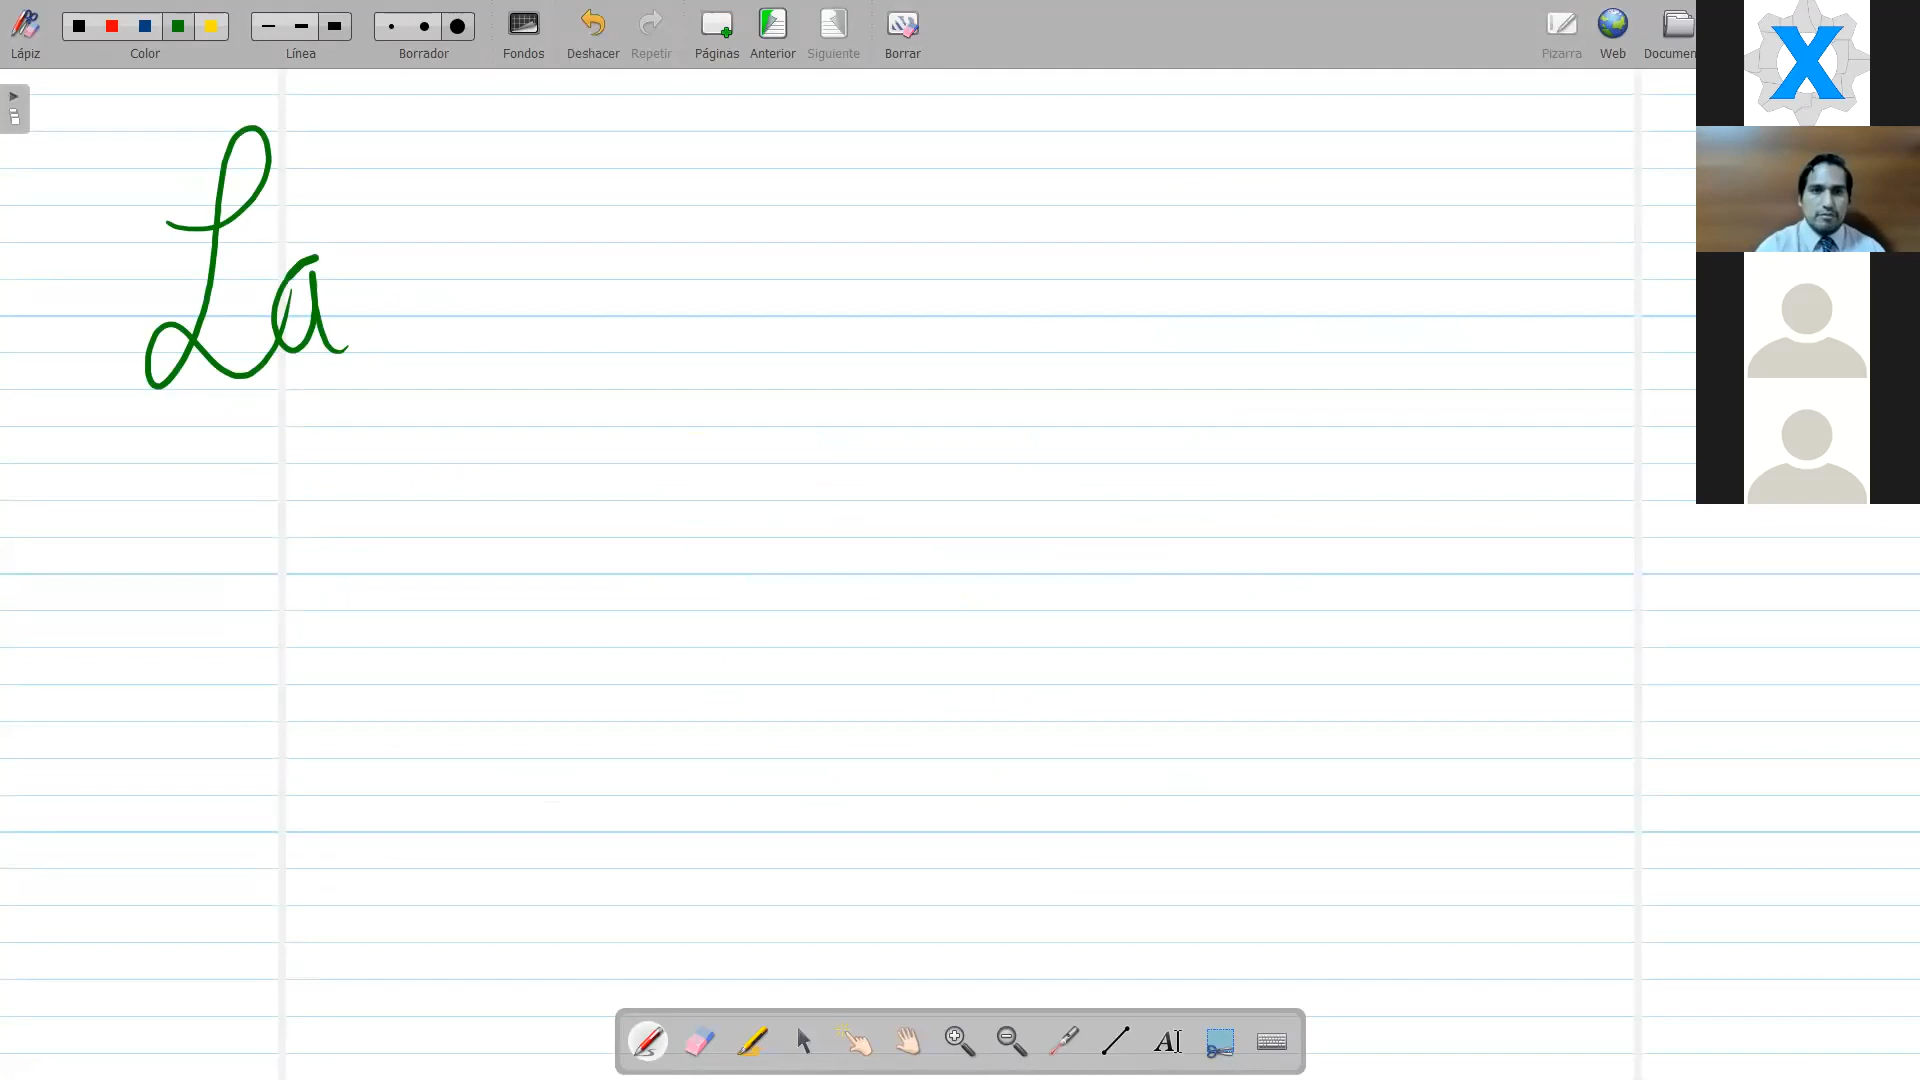 Lápiz Color Línea Borrador Fondos Deshacer Repetir Páginas Anterior Siguiente Borrar Pizarra Web Documen
X
La
A